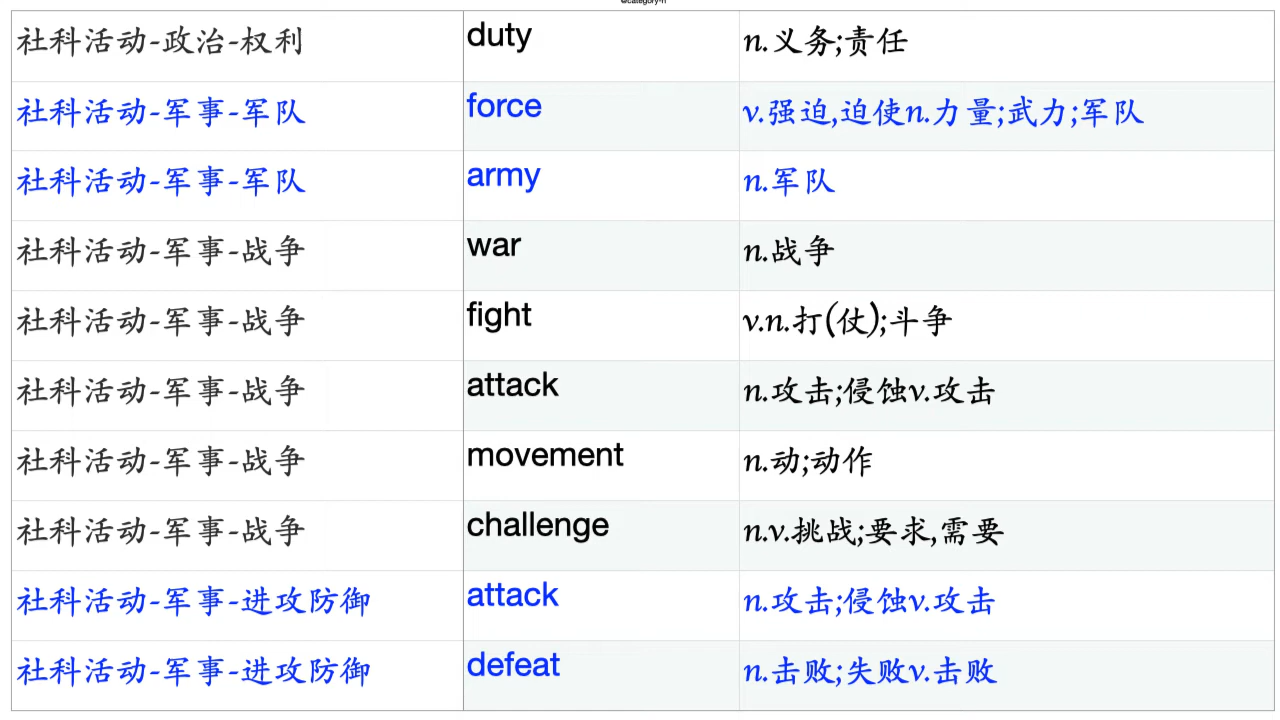 社科活动-政治-权利 duty n.义务;责任
社科活动-军事-军队 force v.强迫,迫使n.力量;武力;军队
社科活动-军事-军队 army n.军队
社科活动-军事-战争 war n.战争
社科活动-军事-战争 fight v.n.打(仗);斗争
社科活动-军事-战争 attack n.攻击;侵蚀v.攻击
社科活动-军事-战争 movement n.动;动作
社科活动-军事-战争 challenge n.v.挑战;要求,需要
社科活动-军事-进攻防御 attack n.攻击;侵蚀v.攻击
社科活动-军事-进攻防御 defeat n.击败;失败v.击败